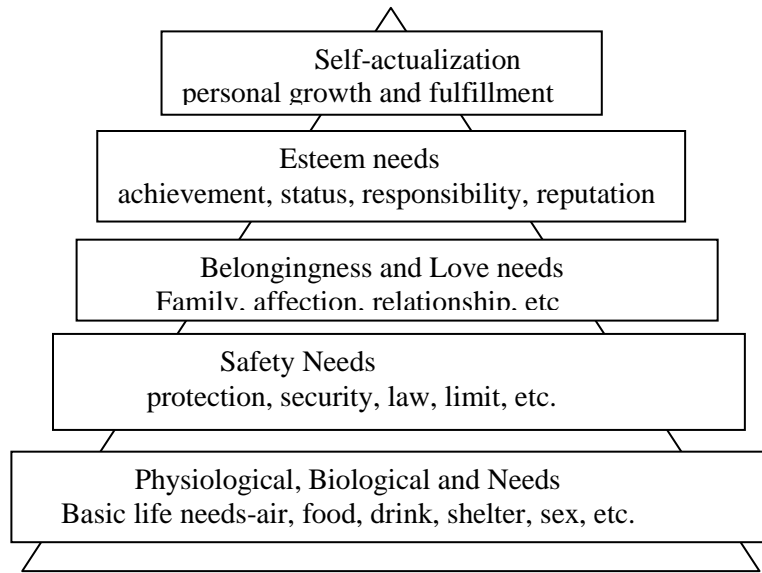 Self-actualization
personal growth and fulfillment
Esteem needs
achievement, status, responsibility, reputation
Belongingness and Love needs
Family, affection, relationship, etc
Safety Needs
protection, security, law, limit, etc.
Physiological, Biological and Needs
Basic life needs-air, food, drink, shelter, sex, etc.